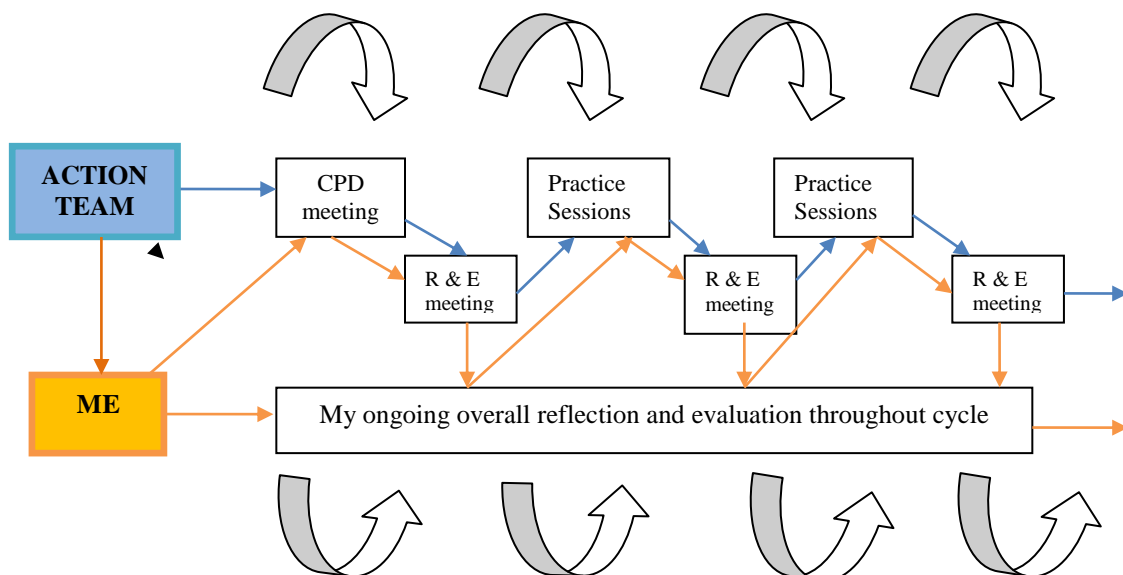 ACTION
TEAM
CPD
meeting
Practice
Sessions
Practice
Sessions
R & E
meeting
R & E
meeting
R & E
meeting
ME
My ongoing overall reflection and evaluation throughout cycle